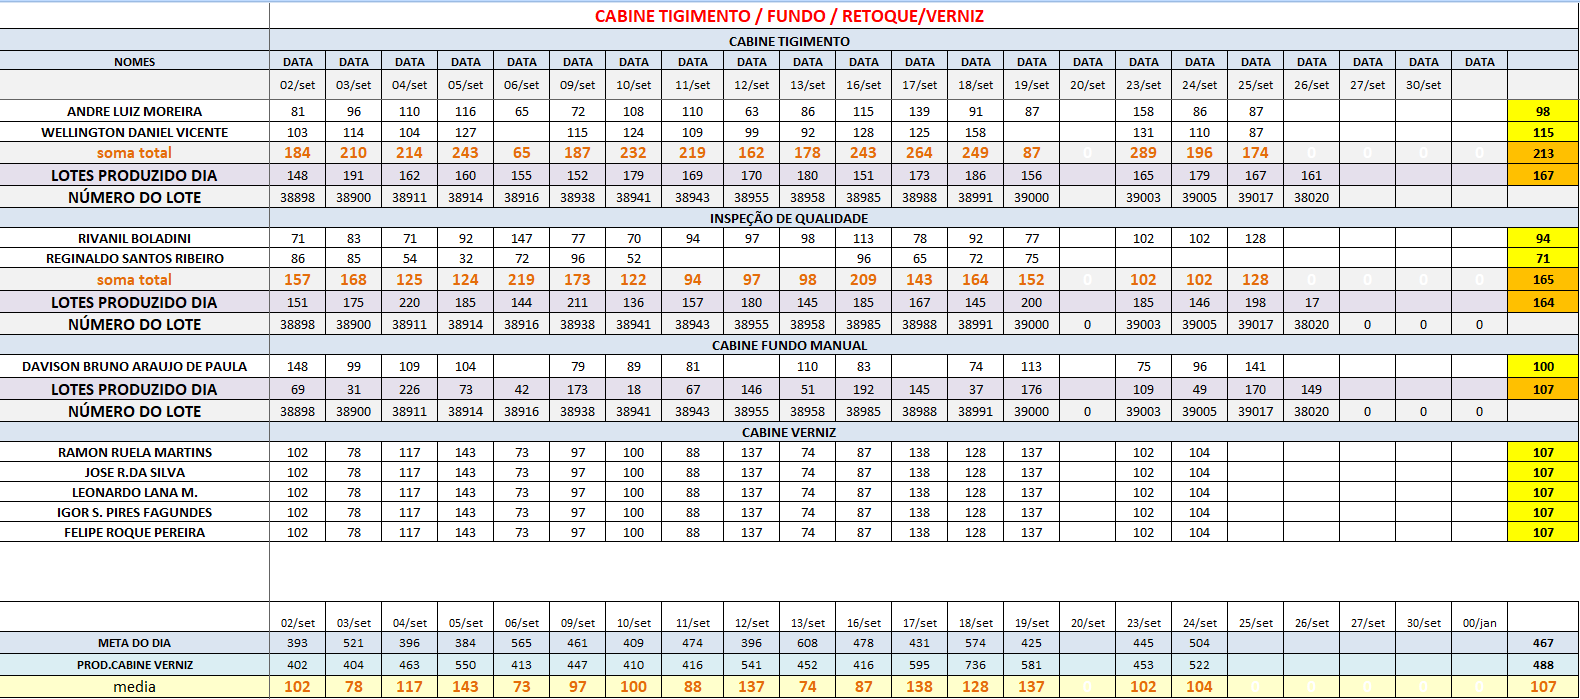 CABINE TIGIMENTO / FUNDO / RETOQUE/VERNIZ
CABINE TIGIMENTO
NOMES DATA DATA DATA DATA DATA DATA DATA DATA DATA DATA DATA DATA DATA DATA DATA DATA DATA DATA DATA DATA DATA DATA
02/set 03/set 04/set 05/set 06/set 09/set 10/set 11/set 12/set 13/set 16/set 17/set 18/set 19/set 20/set 23/set 24/set 25/set 26/set 27/set 30/set
ANDRE LUIZ MOREIRA 81 96 110 116 65 72 108 110 63 86 115 139 91 87 158 86 87 98
WELLINGTON DANIEL VICENTE 103 114 104 127 115 124 109 99 92 128 125 158 131 110 87 115
soma total 184 210 214 243 65 187 232 219 162 178 243 264 249 87 0 289 196 174 0 0 0 0 213
LOTES PRODUZIDO DIA 148 191 162 160 155 152 179 169 170 180 151 173 186 156 165 179 167 161 167
NÚMERO DO LOTE 38898 38900 38911 38914 38916 38938 38941 38943 38955 38958 38985 38988 38991 39000 39003 39005 39017 38020
INSPEÇÃO DE QUALIDADE
RIVANIL BOLADINI 71 83 71 92 147 77 70 94 97 98 113 78 92 77 102 102 128 94
REGINALDO SANTOS RIBEIRO 86 85 54 32 72 96 52 96 65 72 75 71
soma total 157 168 125 124 219 173 122 94 97 98 209 143 164 152 0 102 102 128 0 0 0 0 165
LOTES PRODUZIDO DIA 151 175 220 185 144 211 136 157 180 145 185 167 145 200 185 146 198 17 164
NÚMERO DO LOTE 38898 38900 38911 38914 38916 38938 38941 38943 38955 38958 38985 38988 38991 39000 0 39003 39005 39017 38020 0 0 0
CABINE FUNDO MANUAL
DAVISON BRUNO ARAUJO DE PAULA 148 99 109 104 79 89 81 110 83 74 113 75 96 141 100
LOTES PRODUZIDO DIA 69 31 226 73 42 173 18 67 146 51 192 145 37 176 109 49 170 149 107
NÚMERO DO LOTE 38898 38900 38911 38914 38916 38938 38941 38943 38955 38958 38985 38988 38991 39000 0 39003 39005 39017 38020 0 0 0
CABINE VERNIZ
RAMON RUELA MARTINS 102 78 117 143 73 97 100 88 137 74 87 138 128 137 102 104 107
JOSE R.DA SILVA 102 78 117 143 73 97 100 88 137 74 87 138 128 137 102 104 107
LEONARDO LANA M. 102 78 117 143 73 97 100 88 137 74 87 138 128 137 102 104 107
IGOR S. PIRES FAGUNDES 102 78 117 143 73 97 100 88 137 74 87 138 128 137 102 104 107
FELIPE ROQUE PEREIRA 102 78 117 143 73 97 100 88 137 74 87 138 128 137 102 104 107
02/set 03/set 04/set 05/set 06/set 09/set 10/set 11/set 12/set 13/set 16/set 17/set 18/set 19/set 20/set 23/set 24/set 25/set 26/set 27/set 30/set 00/jan
META DO DIA 393 521 396 384 565 461 409 474 396 608 478 431 574 425 445 504 467
PROD.CABINE VERNIZ 402 404 463 550 413 447 410 416 541 452 416 595 736 581 453 522 488
media 102 78 117 143 73 97 100 88 137 74 87 138 128 137 0 102 104 0 0 0 0 0 107